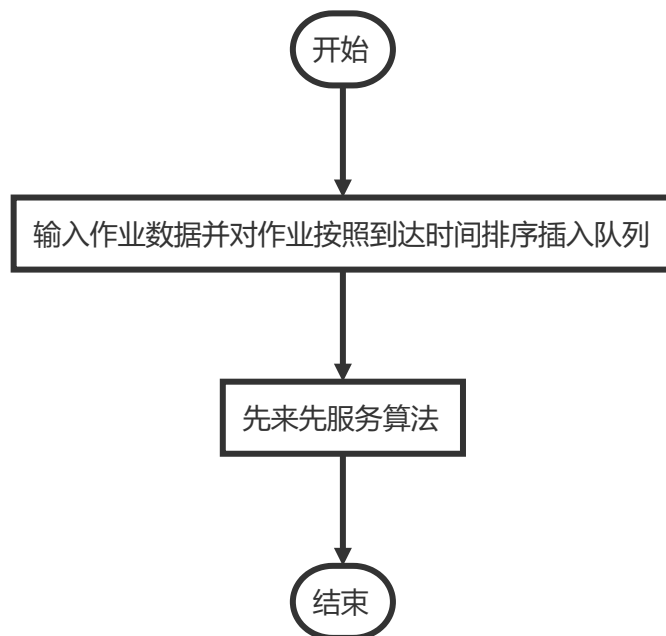 开始
输入作业数据并对作业按照到达时间排序插入队列
先来先服务算法
结束